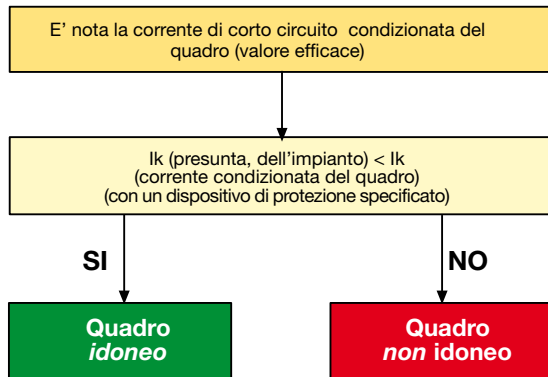 E' nota la corrente di corto circuito condizionata del
quadro (valore efficace)
Ik (presunta, dell'impianto) < Ik
(corrente condizionata del quadro)
(con un dispositivo di protezione specificato)
SI
NO
Quadro
idoneo
Quadro
non idoneo